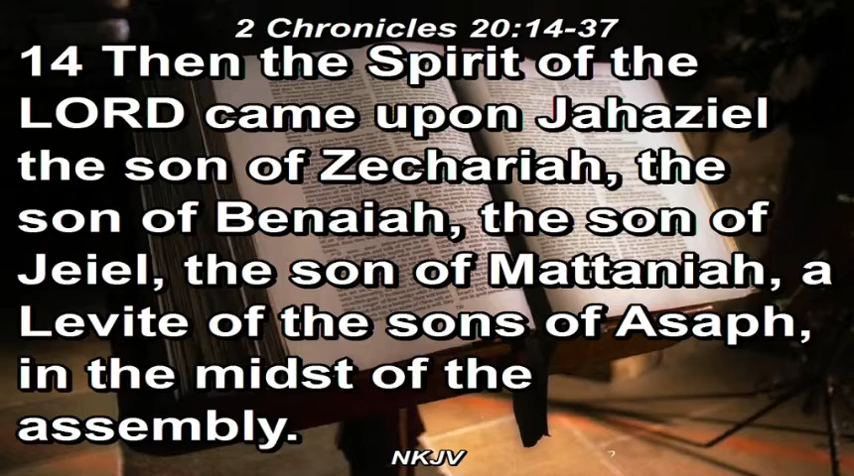 2 Chronicles 20:14-37
14 Then the Spirit of the
LORD came upon Jahaziel
the son of Zechariah, the
son of Benaiah, the son of
Jeiel, the son of Mattaniah, a
Levite of the sons of Asaph,
in the midst of the
assembly.
NKJV